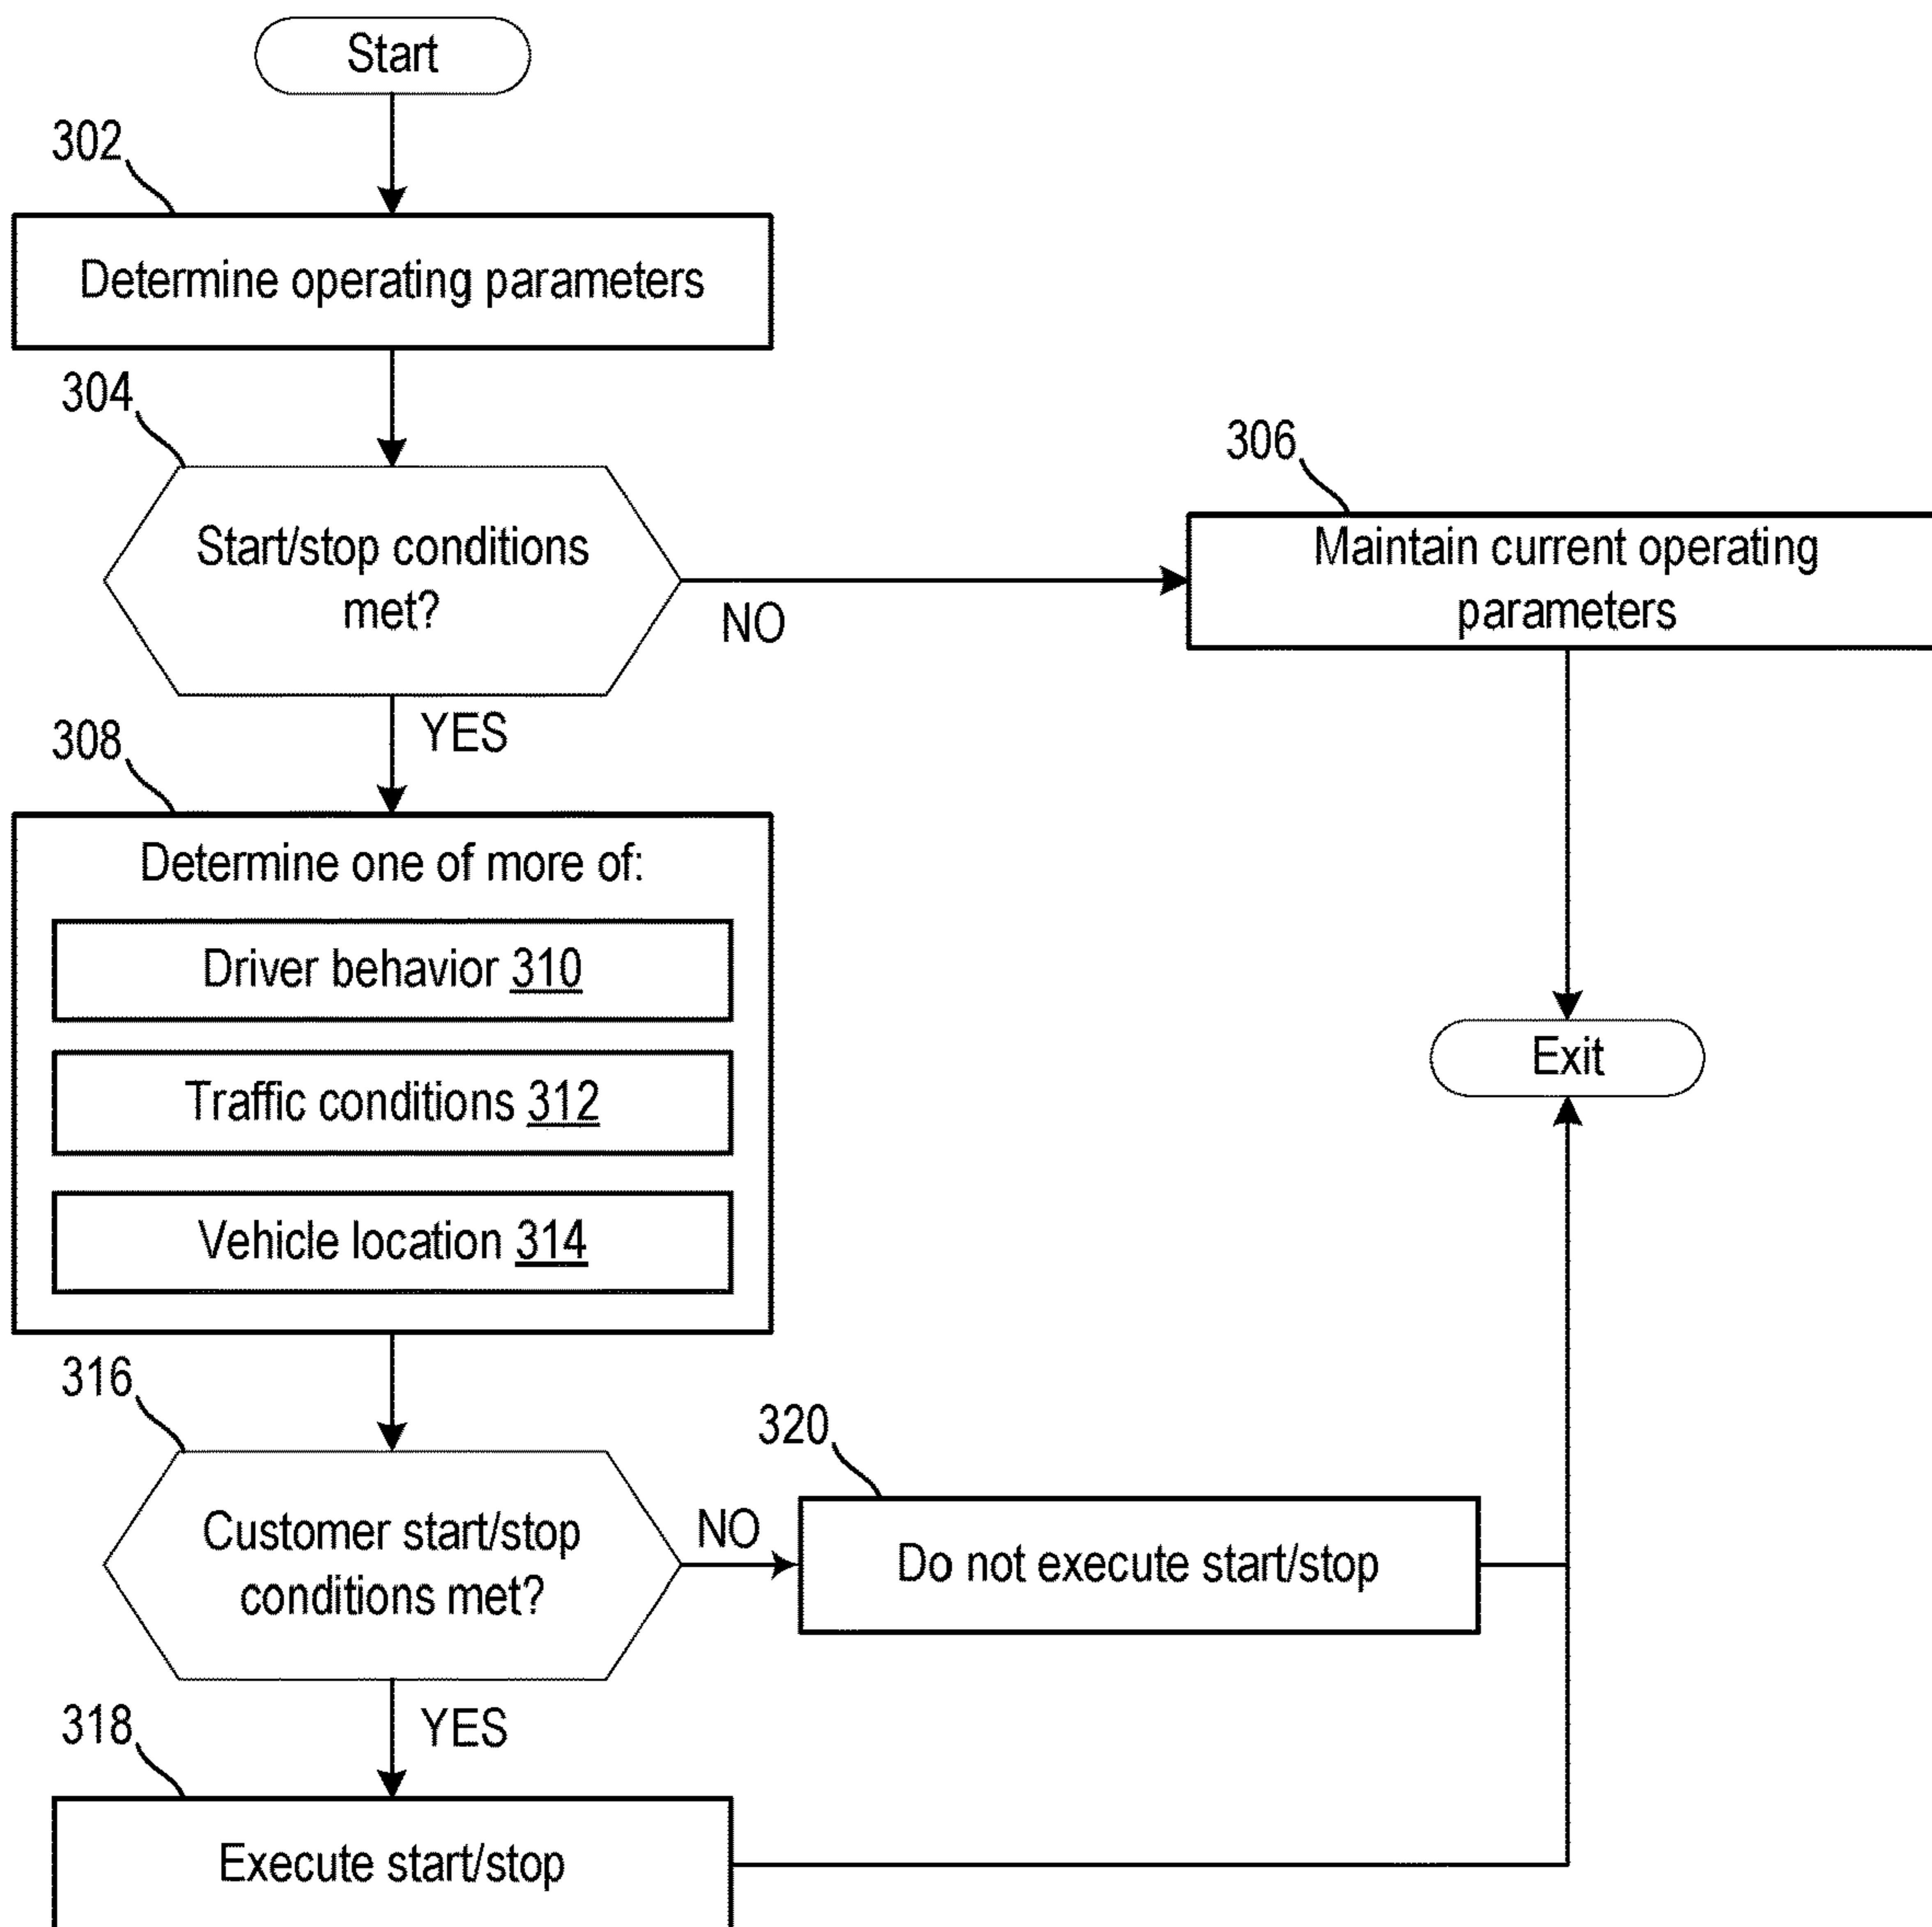 Start
302
Determine operating parameters
304
Start/stop conditions
met?
NO
306
Maintain current operating
parameters
YES
308
Determine one of more of:
Driver behavior 310
Traffic conditions 312
Vehicle location 314
Exit
316
Customer start/stop
conditions met?
NO
320
Do not execute start/stop
YES
318
Execute start/stop